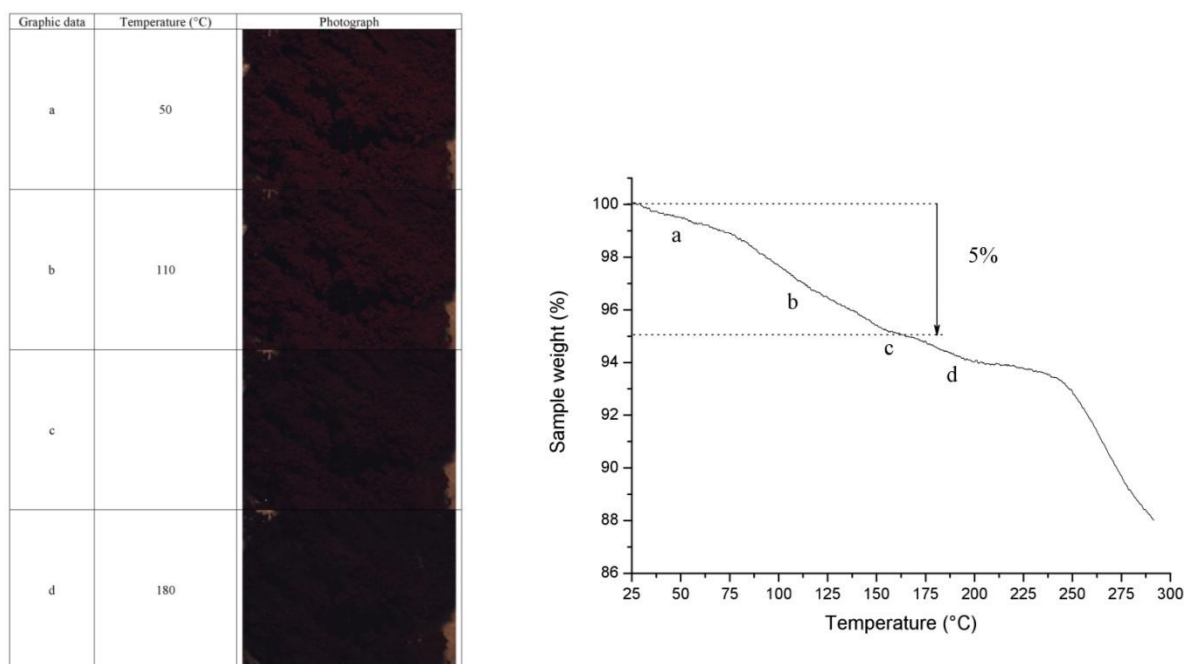 Graphic data Temperature (°C) Photograph
a 50
b 110
c
d 180
100
98
96
94
92
90
88
86
Sample weight (%)
a
b
c
d
5%
25 50 75 100 125 150 175 200 225 250 275 300
Temperature (°C)